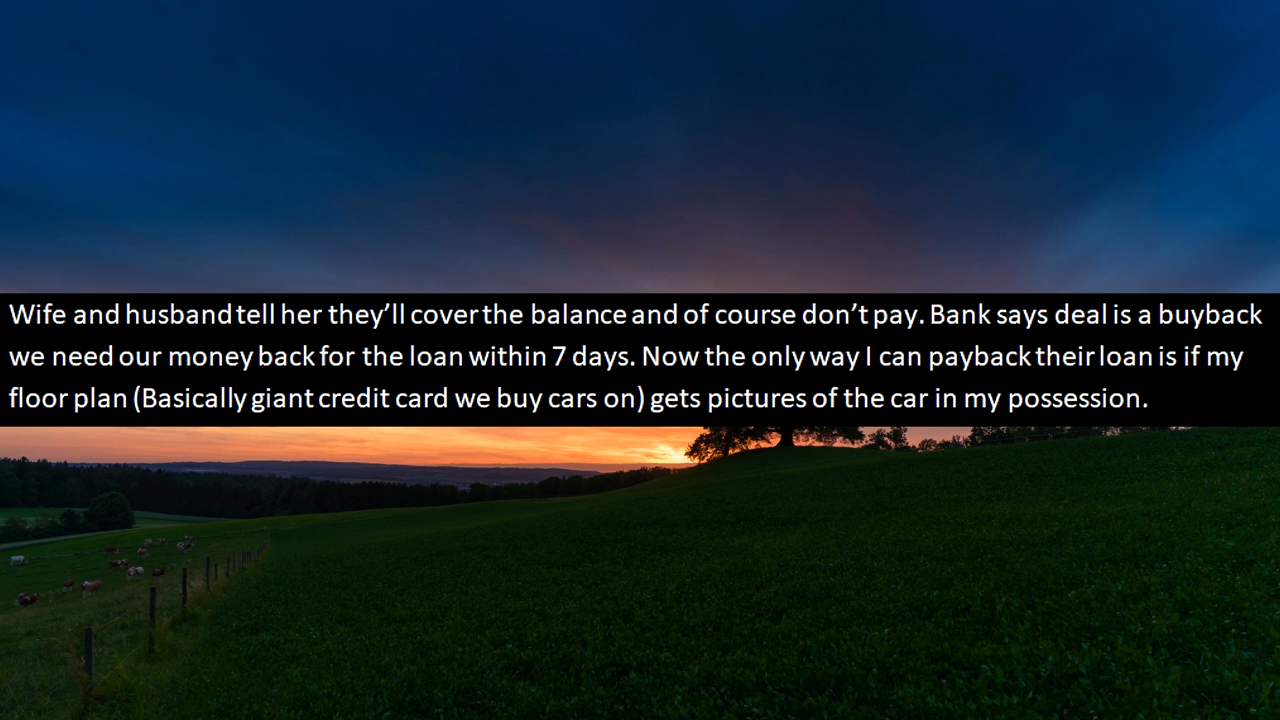 Wife and husband tell her they’ll cover the balance and of course don’t pay. Bank says deal is a buyback
we need our money back for the loan within 7 days. Now the only way I can payback their loan is if my
floor plan (Basically giant credit card we buy cars on) gets pictures of the car in my possession.